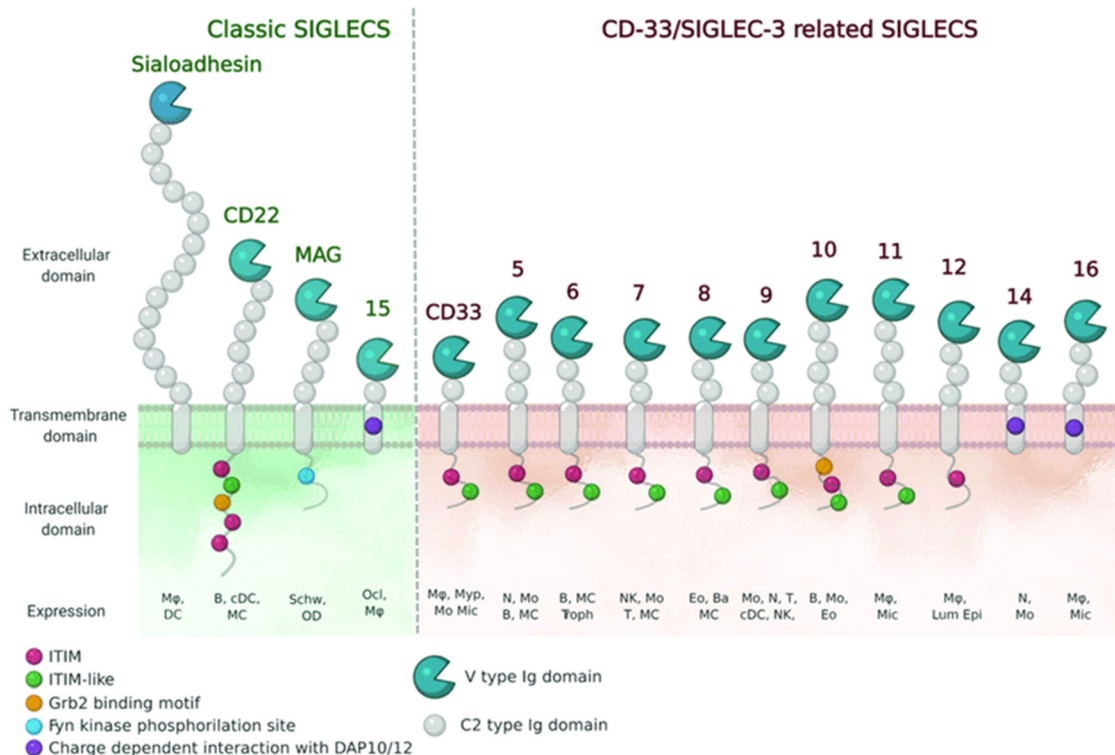 Classic SIGLECS
CD-33/SIGLEC-3 related SIGLECS
Sialoadhesin
CD22
MAG
15
CD33
5
6
7
8
9
10
11
12
14
16
Extracellular
domain
Transmembrane
domain
Intracellular
domain
Expression
Mφ,
DC
B, cDC,
MC
Schw,
OD
Ocl,
Mφ
Mφ, Myp,
Mo Mic
N, Mo
B, MC
B, MC
Troph
NK, Mo
T, MC
Eo, Ba
MC
Mo, N, T,
cDC, NK,
B, Mo,
Eo
Mφ,
Mic
Mφ,
Lum Epi
N,
Mo
Mφ,
Mic
ITIM
ITIM-like
Grb2 binding motif
Fyn kinase phosphorilation site
Charge dependent interaction with DAP10/12
V type Ig domain
C2 type Ig domain